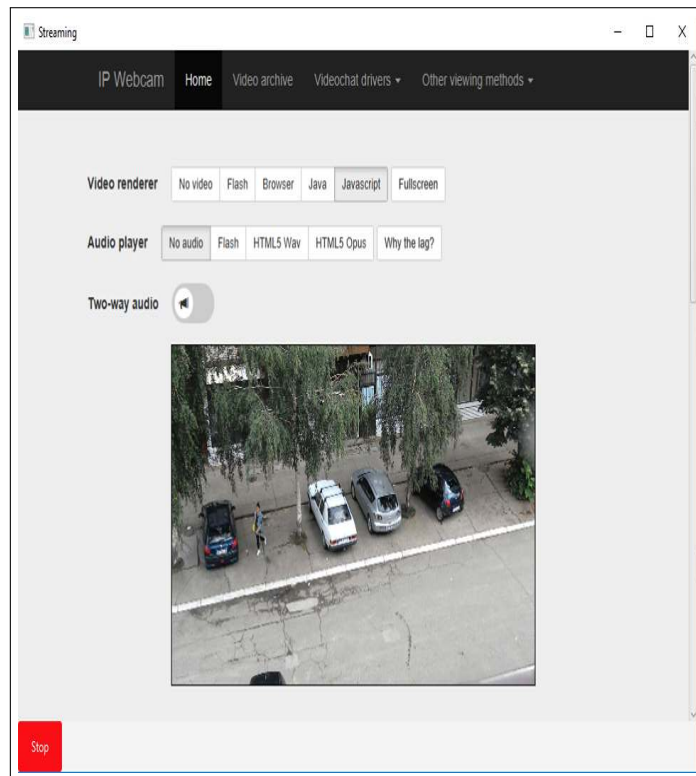 Streaming
IP Webcam Home Video archive Videochat drivers Other viewing methods
Video renderer No video Flash Browser Java Javascript Fullscreen
Audio player No audio Flash HTML5 Wav HTML5 Opus Why the lag?
Two-way audio
Stop